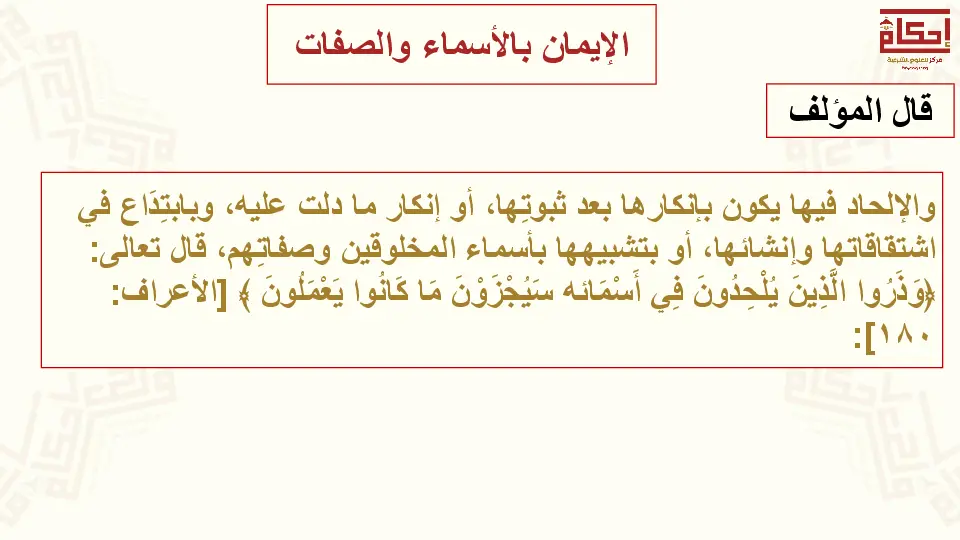 الإيمان بالأسماء والصفات
إحكام
مركز للعلوم الشرعية
قال المؤلف
والإلحاد فيها يكون بإنكارها بعد ثبوتِها، أو إنكار ما دلت عليه، وبابتِدَاع في
اشتقاقاتها وإنشائها، أو بتشبيهها بأسماء المخلوقين وصفاتِهم، قال تعالى:
﴿وَذَرُوا الَّذِينَ يُلْحِدُونَ فِي أَسْمَائه سَيُجْزَوْنَ مَا كَانُوا يَعْمَلُونَ ﴾ [الأعراف:
١٨٠]: